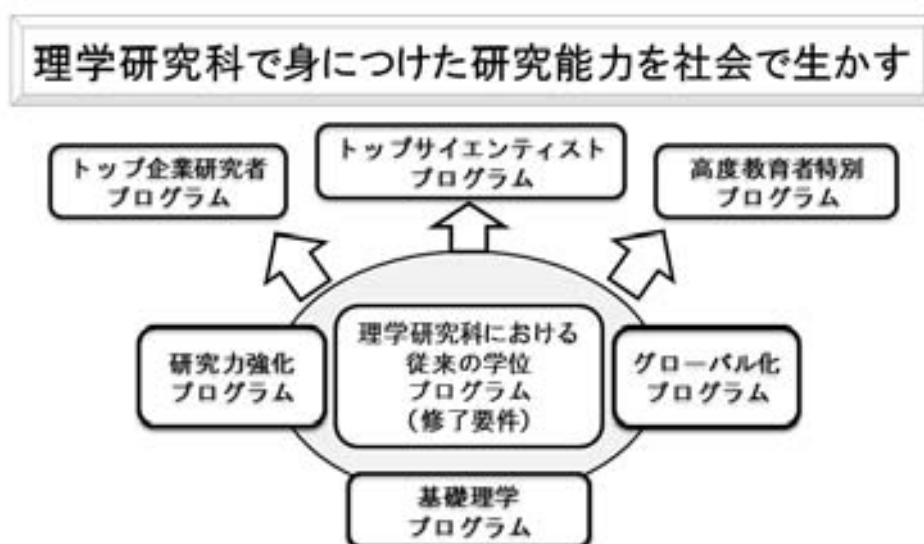 理学研究科で身につけた研究能力を社会で生かす
トップ企業研究者
プログラム
トップサイエンティスト
プログラム
高度教育者特別
プログラム
研究力強化
プログラム
理学研究科における
従来の学位
プログラム
(修了要件)
グローバル化
プログラム
基礎理学
プログラム